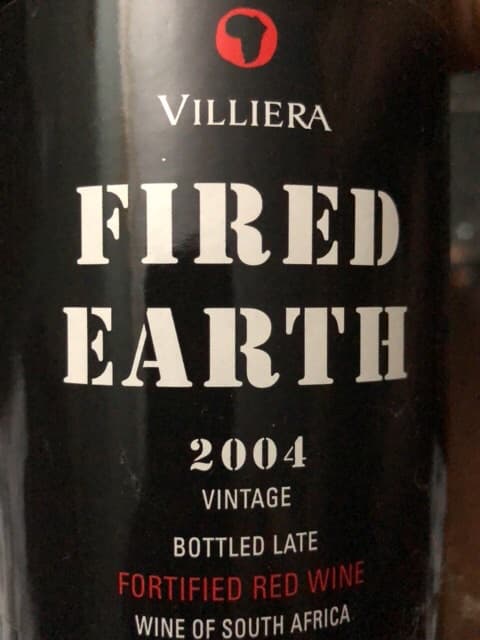 VILLIERA
FIRED
EARTH
2004
VINTAGE
BOTTLED LATE
FORTIFIED RED WINE
WINE OF SOUTH AFRICA